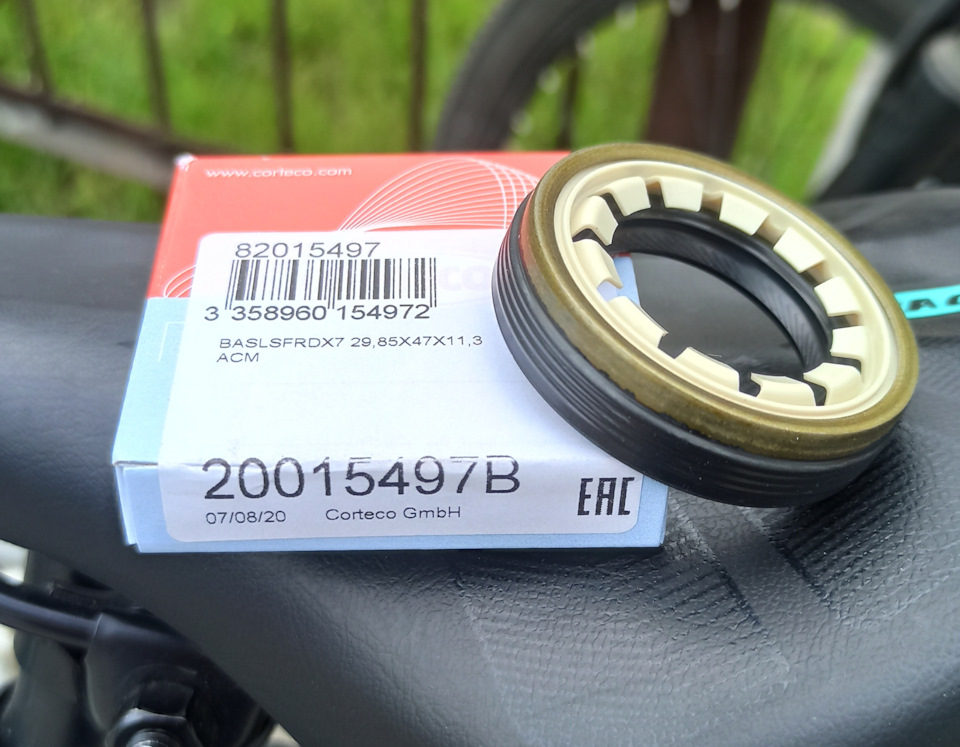 www.corteco.com
82015497
3 358960 154972
BASLSFRDX7 29,85X47X11,3
ACM
20015497B
07/08/20 Corteco GmbH
EAC